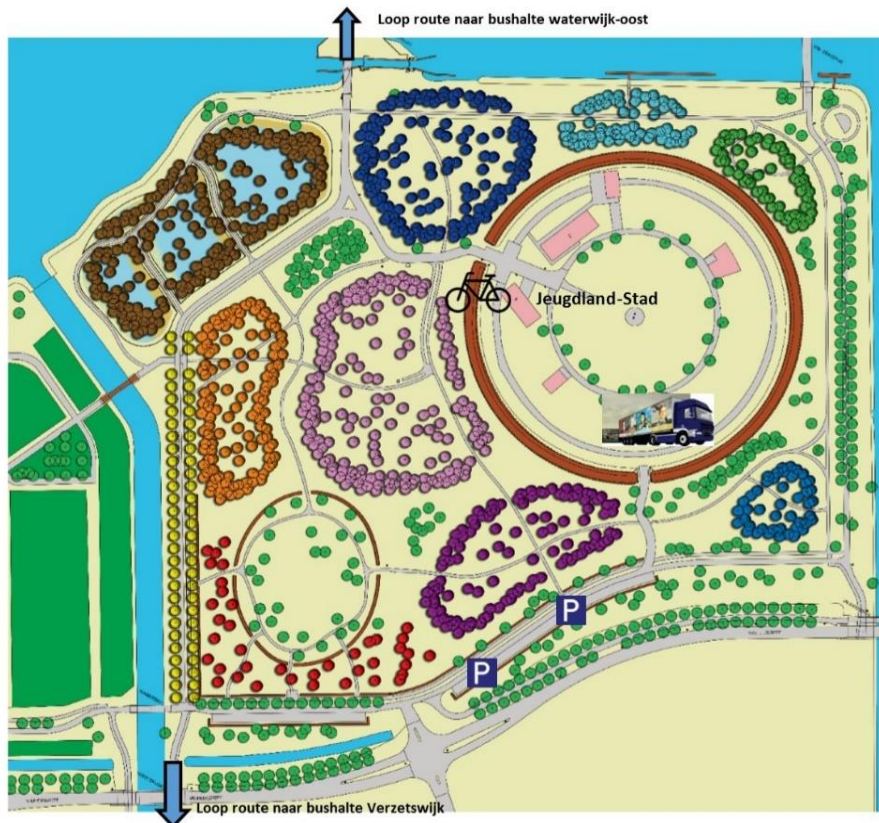 Loop route naar bushalte waterwijk-oost
Jeugdland-Stad
P
P
Loop route naar bushalte Verzetswijk